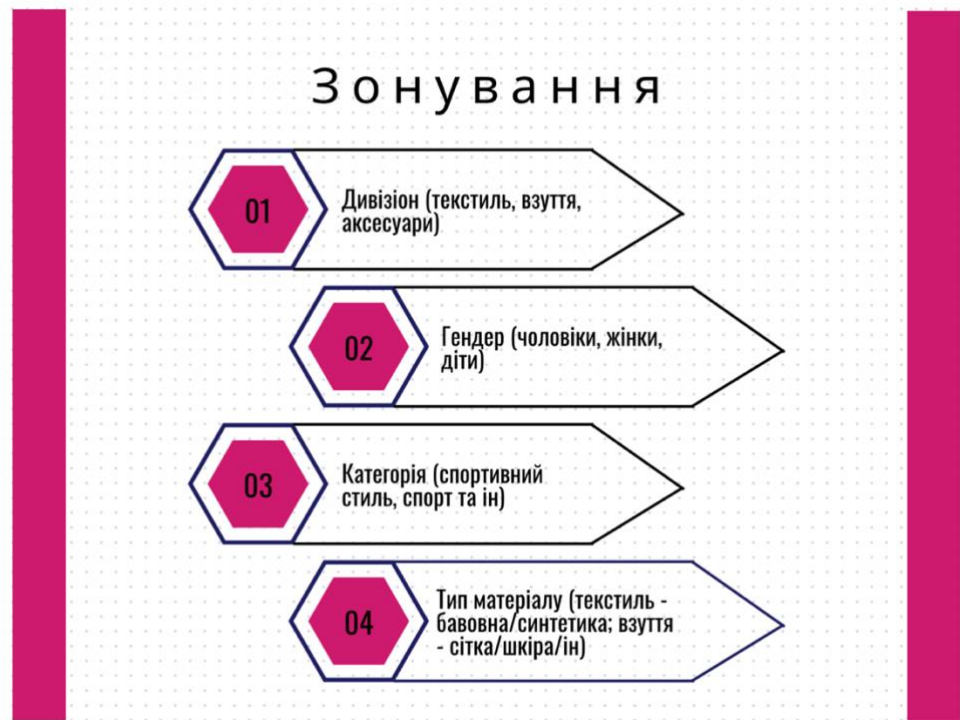 Зонування
01
Дивізіон (текстиль, взуття,
аксесуари)
02
Гендер (чоловіки, жінки,
діти)
03
Категорія (спортивний
стиль, спорт та ін)
04
Тип матеріалу (текстиль -
бавовна/синтетика; взуття
- сітка/шкіра/ін)